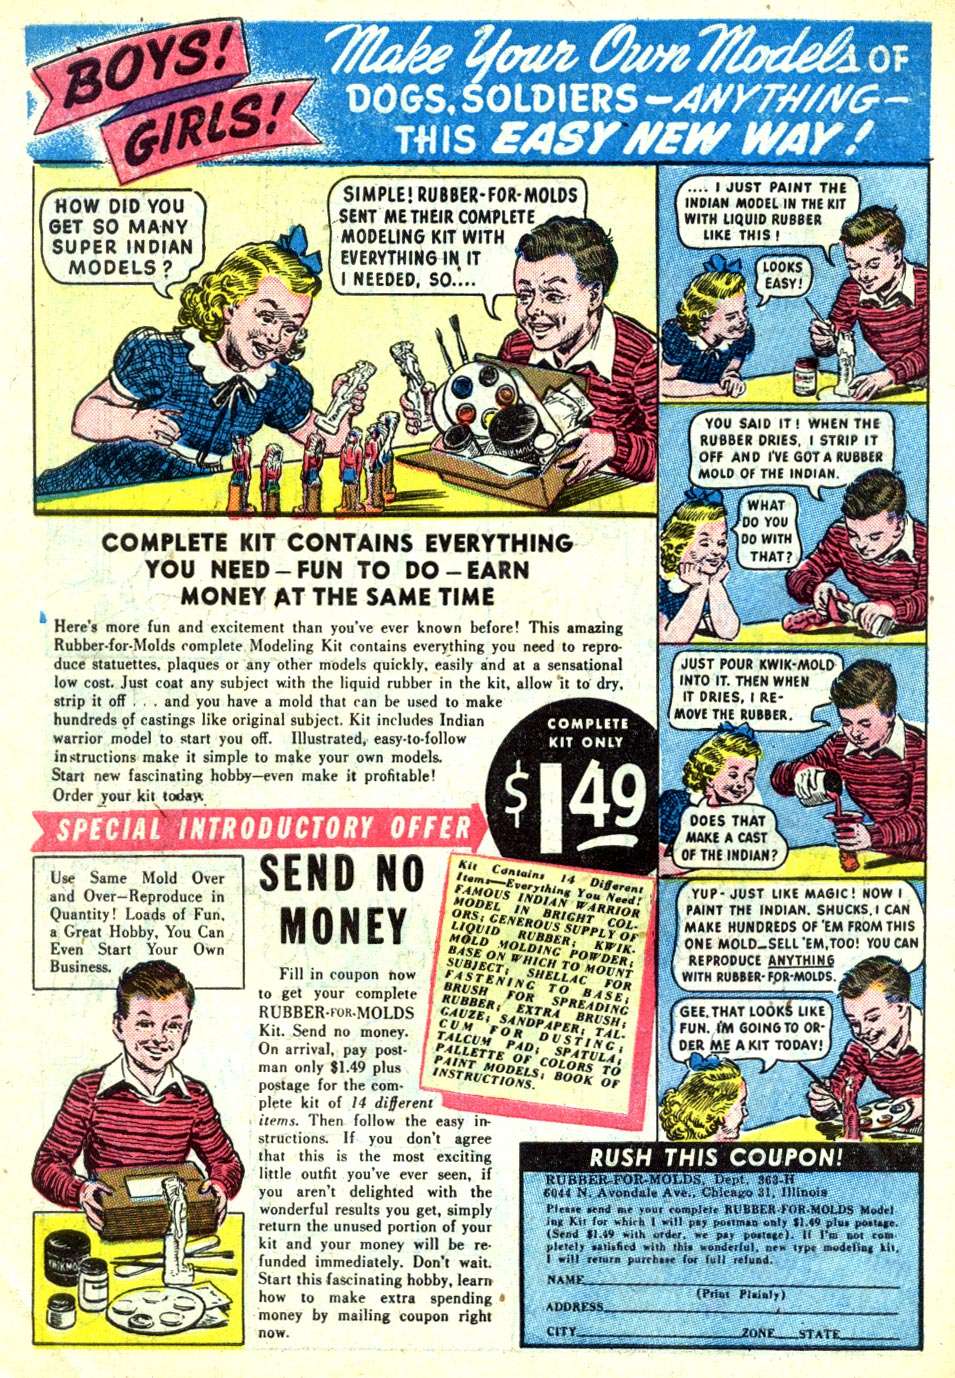 BOYS!
GIRLS!
Make Your Own Models OF
DOGS, SOLDIERS—ANYTHING—
THIS EASY NEW WAY!
HOW DID YOU
GET SO MANY
SUPER INDIAN
MODELS?
SIMPLE! RUBBER-FOR-MOLDS
SENT ME THEIR COMPLETE
MODELING KIT WITH
EVERYTHING IN IT
I NEEDED, SO....
.... I JUST PAINT THE
INDIAN MODEL IN THE KIT
WITH LIQUID RUBBER
LIKE THIS!
LOOKS
EASY!
YOU SAID IT! WHEN THE
RUBBER DRIES, I STRIP IT
OFF AND I'VE GOT A RUBBER
MOLD OF THE INDIAN.
WHAT
DO YOU
DO WITH
THAT?
JUST POUR KWIK-MOLD
INTO IT. THEN WHEN
IT DRIES, I RE-
MOVE THE RUBBER.
DOES THAT
MAKE A CAST
OF THE INDIAN?
YUP- JUST LIKE MAGIC! NOW I
PAINT THE INDIAN. SHUCKS, I CAN
MAKE HUNDREDS OF 'EM FROM THIS
ONE MOLD—SELL 'EM, TOO! YOU CAN
REPRODUCE ANYTHING
WITH RUBBER-FOR-MOLDS.
GEE, THAT LOOKS LIKE
FUN. I'M GOING TO OR-
DER ME A KIT TODAY!
COMPLETE KIT CONTAINS EVERYTHING
YOU NEED—FUN TO DO—EARN
MONEY AT THE SAME TIME
Here's more fun and excitement than you've ever known before! This amazing
Rubber-for-Molds complete Modeling Kit contains everything you need to repro-
duce statuettes, plaques or any other models quickly, easily and at a sensational
low cost. Just coat any subject with the liquid rubber in the kit, allow it to dry,
strip it off . . . and you have a mold that can be used to make
hundreds of castings like original subject. Kit includes Indian
warrior model to start you off. Illustrated, easy-to-follow
instructions make it simple to make your own models.
Start new fascinating hobby—even make it profitable!
Order your kit today.
COMPLETE
KIT ONLY
$1.49
SPECIAL INTRODUCTORY OFFER
Use Same Mold Over
and Over—Reproduce in
Quantity! Loads of Fun,
a Great Hobby, You Can
Even Start Your Own
Business.
SEND NO
MONEY
Fill in coupon now
to get your complete
RUBBER-FOR-MOLDS
Kit. Send no money.
On arrival, pay post-
man only $1.49 plus
postage for the com-
plete kit of 14 different
items. Then follow the easy in-
structions. If you don't agree
that this is the most exciting
little outfit you've ever seen, if
you aren't delighted with the
wonderful results you get, simply
return the unused portion of your
kit and your money will be re-
funded immediately. Don't wait.
Start this fascinating hobby, learn
how to make extra spending
money by mailing coupon right
now.
Kit Contains 14 Different
Items—Everything You Need!
FAMOUS INDIAN WARRIOR
MODEL IN BRIGHT COL-
ORS; GENEROUS SUPPLY OF
LIQUID RUBBER; KWIK-
MOLD MOLDING POWDER;
BASE ON WHICH TO MOUNT
SUBJECT; SHELLAC FOR
FASTENING TO BASE;
BRUSH FOR SPREADING
RUBBER; EXTRA BRUSH;
GAUZE; SANDPAPER; TAL-
CUM FOR DUSTING;
TALCUM PAD; SPATULA;
PALLETTE OF COLORS TO
PAINT MODELS; BOOK OF
INSTRUCTIONS.
RUSH THIS COUPON!
RUBBER-FOR-MOLDS, Dept. 363-H
6044 N. Avondale Ave., Chicago 31, Illinois
Please send me your complete RUBBER-FOR-MOLDS Model
ing Kit for which I will pay postman only $1.49 plus postage.
(Send $1.49 with order, we pay postage). If I'm not com-
pletely satisfied with this wonderful, new type modeling kit,
I will return purchase for full refund.
NAME
(Print Plainly)
ADDRESS
CITY ZONE STATE